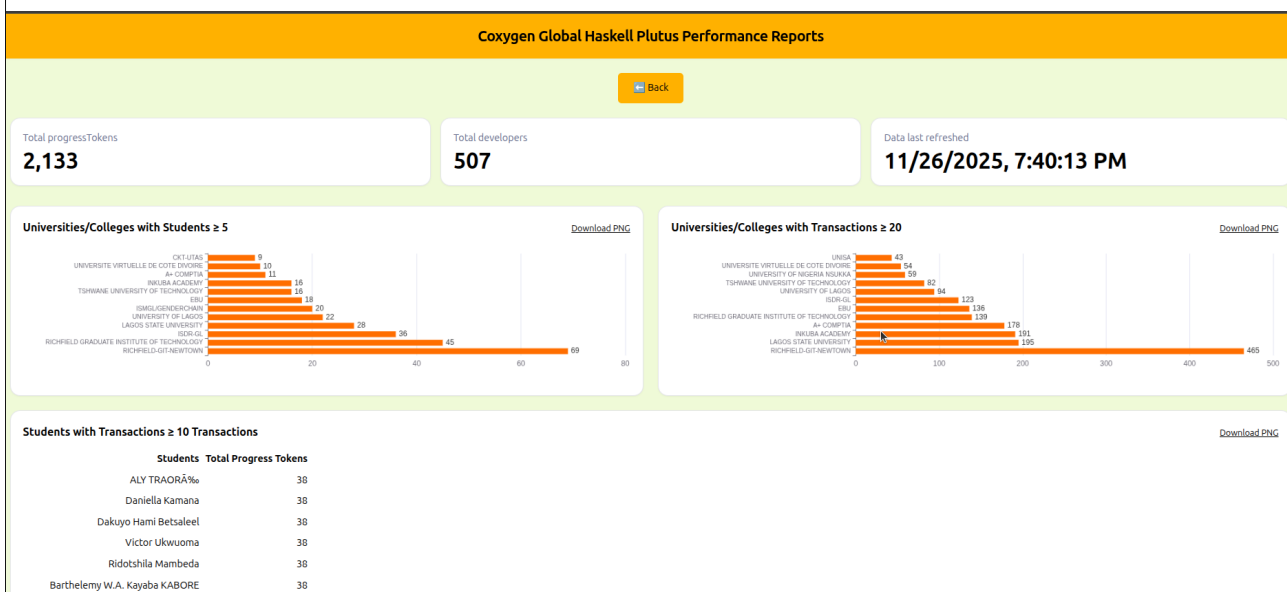 Coxygen Global Haskell Plutus Performance Reports
Back
Total progressTokens
2,133
Total developers
507
Data last refreshed
11/26/2025, 7:40:13 PM
Universities/Colleges with Students ≥ 5
Download PNG
CKT-UTAS 9
UNIVERSITE VIRTUELLE DE COTE DIVOIRE 10
A+ COMPTIA 11
INKUBA ACADEMY 16
TSHWANE UNIVERSITY OF TECHNOLOGY 16
EBU 18
ISMGL/GENDERCHAIN 20
UNIVERSITY OF LAGOS 22
LAGOS STATE UNIVERSITY 28
ISDR-GL 36
RICHFIELD GRADUATE INSTITUTE OF TECHNOLOGY 45
RICHFIELD-GIT-NEWTOWN 69
0 20 40 60 80
Universities/Colleges with Transactions ≥ 20
Download PNG
UNISA 43
UNIVERSITE VIRTUELLE DE COTE DIVOIRE 54
UNIVERSITY OF NIGERIA NSUKKA 59
TSHWANE UNIVERSITY OF TECHNOLOGY 82
UNIVERSITY OF LAGOS 94
ISDR-GL 123
EBU 136
RICHFIELD GRADUATE INSTITUTE OF TECHNOLOGY 139
A+ COMPTIA 178
INKUBA ACADEMY 191
LAGOS STATE UNIVERSITY 195
RICHFIELD-GIT-NEWTOWN 465
0 100 200 300 400 500
Students with Transactions ≥ 10 Transactions
Download PNG
Students Total Progress Tokens
ALY TRAORÃ‰ 38
Daniella Kamana 38
Dakuyo Hami Betsaleel 38
Victor Ukwuoma 38
Ridotshila Mambeda 38
Barthelemy W.A. Kayaba KABORE 38